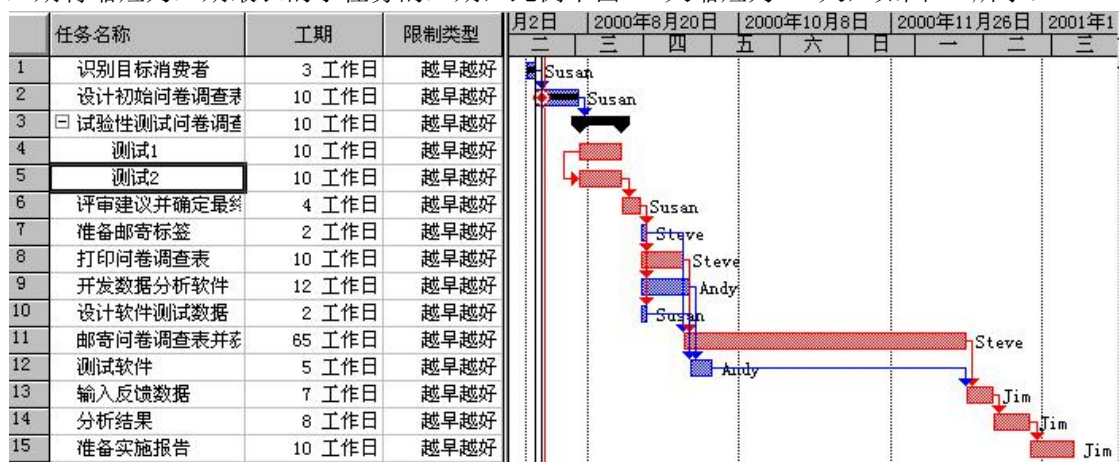 任务名称 工期 限制类型 月2日 2000年8月20日 2000年10月8日 2000年11月26日 2001年1
二 三 四 五 六 日 一 二 三
1 识别目标消费者 3 工作日 越早越好 Susan
2 设计初始问卷调查表 10 工作日 越早越好 Susan
3 试验性测试问卷调查 10 工作日 越早越好
4 测试1 10 工作日 越早越好
5 测试2 10 工作日 越早越好
6 评审建议并确定最终 4 工作日 越早越好 Susan
7 准备邮寄标签 2 工作日 越早越好 Steve
8 打印问卷调查表 10 工作日 越早越好 Steve
9 开发数据分析软件 12 工作日 越早越好 Andy
10 设计软件测试数据 2 工作日 越早越好 Susan
11 邮寄问卷调查表并获 65 工作日 越早越好 Steve
12 测试软件 5 工作日 越早越好 Andy
13 输入反馈数据 7 工作日 越早越好 Jim
14 分析结果 8 工作日 越早越好 Jim
15 准备实施报告 10 工作日 越早越好 Jim